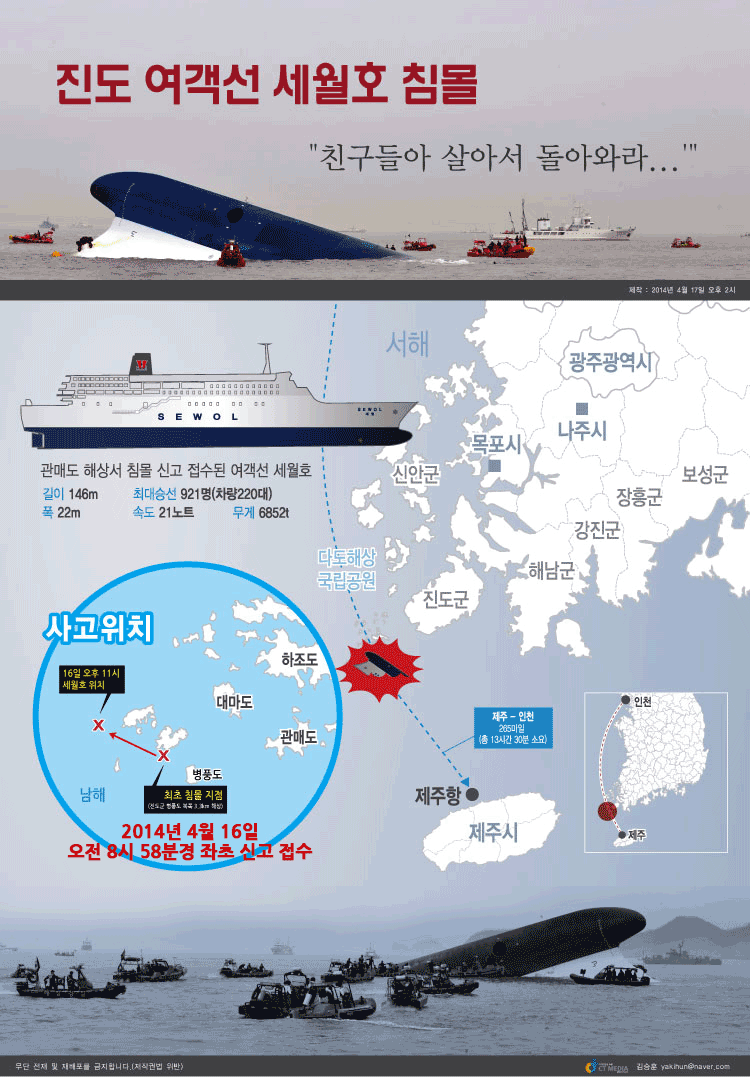 진도 여객선 세월호 침몰
"친구들아 살아서 돌아와라...'"
제작 : 2014년 4월 17일 오후 2시
서해
광주광역시
나주시
목포시
신안군
보성군
장흥군
강진군
해남군
진도군
다도해상
국립공원
SEWOL
SEWOL
세월
관매도 해상서 침몰 신고 접수된 여객선 세월호
길이 146m 최대승선 921명(차량220대)
폭 22m 속도 21노트 무게 6852t
사고위치
16일 오후 11시
세월호 위치
X
X
하조도
대마도
관매도
병풍도
남해
최초 침몰 지점
2014년 4월 16일
오전 8시 58분경 좌초 신고 접수
제주 - 인천
265마일
(총 13시간 30분 소요)
제주항
제주시
인천
제주
무단 전재 및 재배포를 금지합니다.(저작권법 위반)
CT MEDIA
김승훈 yakihun@naver.com